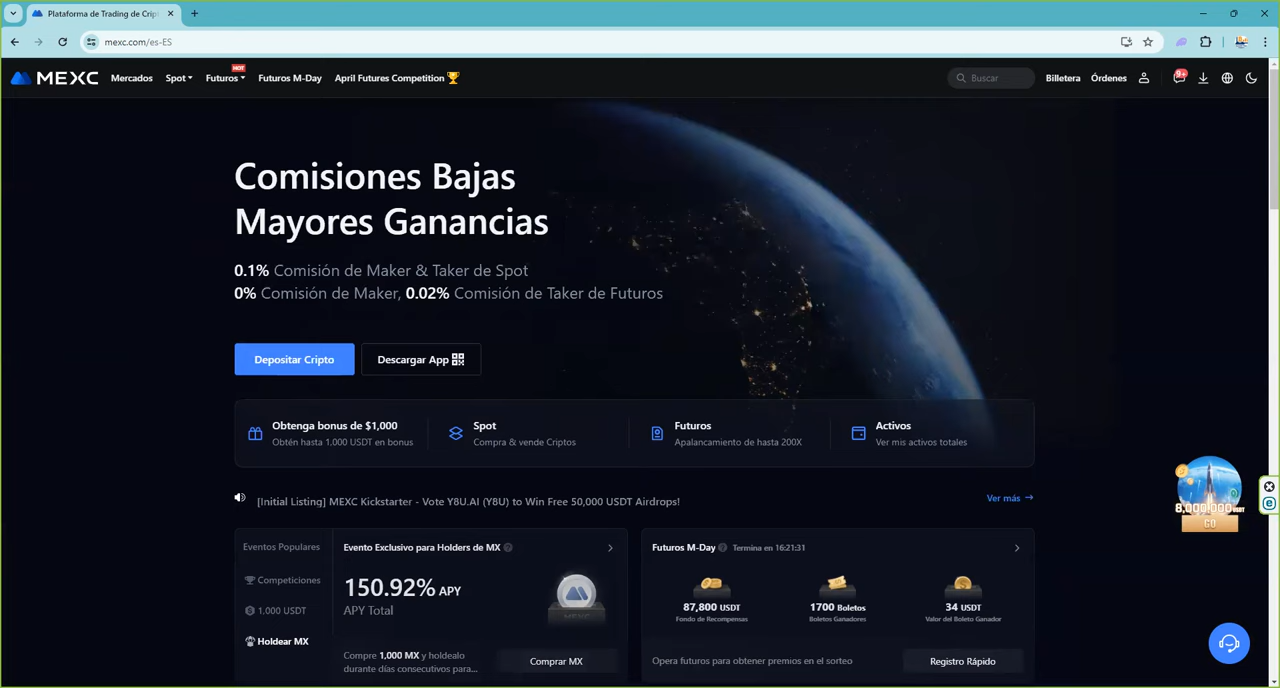 Plataforma de Trading de Crip
mexc.com/es-ES
MEXC Mercados Spot Futuros HOT Futuros M-Day April Futures Competition Buscar Billetera Órdenes 9+
Comisiones Bajas
Mayores Ganancias
0.1% Comisión de Maker & Taker de Spot
0% Comisión de Maker, 0.02% Comisión de Taker de Futuros
Depositar Cripto Descargar App
Obtenga bonus de $1,000
Obtén hasta 1.000 USDT en bonus
Spot
Compra & vende Criptos
Futuros
Apalancamiento de hasta 200X
Activos
Ver mis activos totales
8,000,000 USDT
GO
[Initial Listing] MEXC Kickstarter - Vote Y8U.AI (Y8U) to Win Free 50,000 USDT Airdrops!
Ver más →
Eventos Populares
Competiciones
1,000 USDT
Holdear MX
Evento Exclusivo para Holders de MX
150.92% APY
APY Total
MEXC
Compre 1,000 MX y holdealo
durante días consecutivos para...
Comprar MX
Futuros M-Day Termina en 16:21:31
87,800 USDT
Fondo de Recompensas
1700 Boletos
Boletos Ganadores
34 USDT
Valor del Boleto Ganador
Opera futuros para obtener premios en el sorteo
Registro Rápido